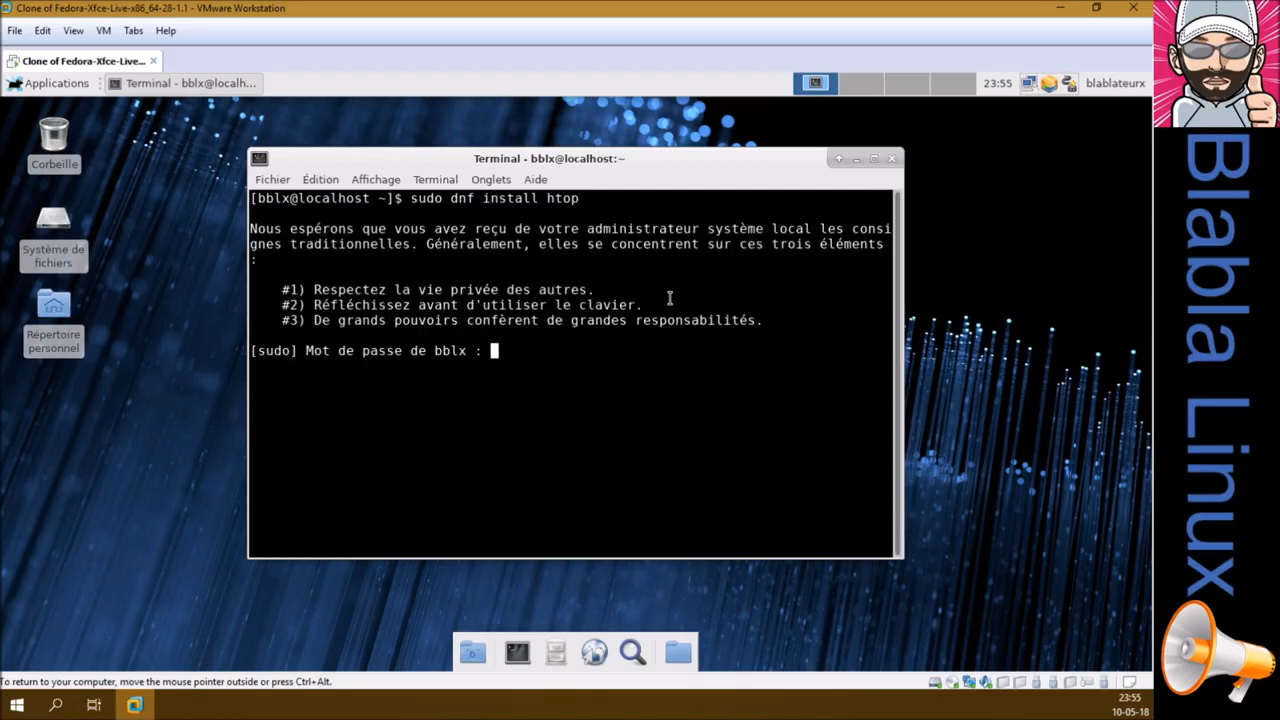 Clone of Fedora-Xfce-Live-x86_64-28-1.1 - VMware Workstation
File Edit View VM Tabs Help
Clone of Fedora-Xfce-Live...
Applications Terminal - bblx@localh... 23:55 blablateurx
Corbeille
Système de
fichiers
Répertoire
personnel
Terminal - bblx@localhost:~
Fichier Édition Affichage Terminal Onglets Aide
[bblx@localhost ~]$ sudo dnf install htop
Nous espérons que vous avez reçu de votre administrateur système local les consi
gnes traditionnelles. Généralement, elles se concentrent sur ces trois éléments
:
#1) Respectez la vie privée des autres.
#2) Réfléchissez avant d'utiliser le clavier.
#3) De grands pouvoirs confèrent de grandes responsabilités.
[sudo] Mot de passe de bblx :
To return to your computer, move the mouse pointer outside or press Ctrl+Alt.
23:55
10-05-18
Blabla Linux